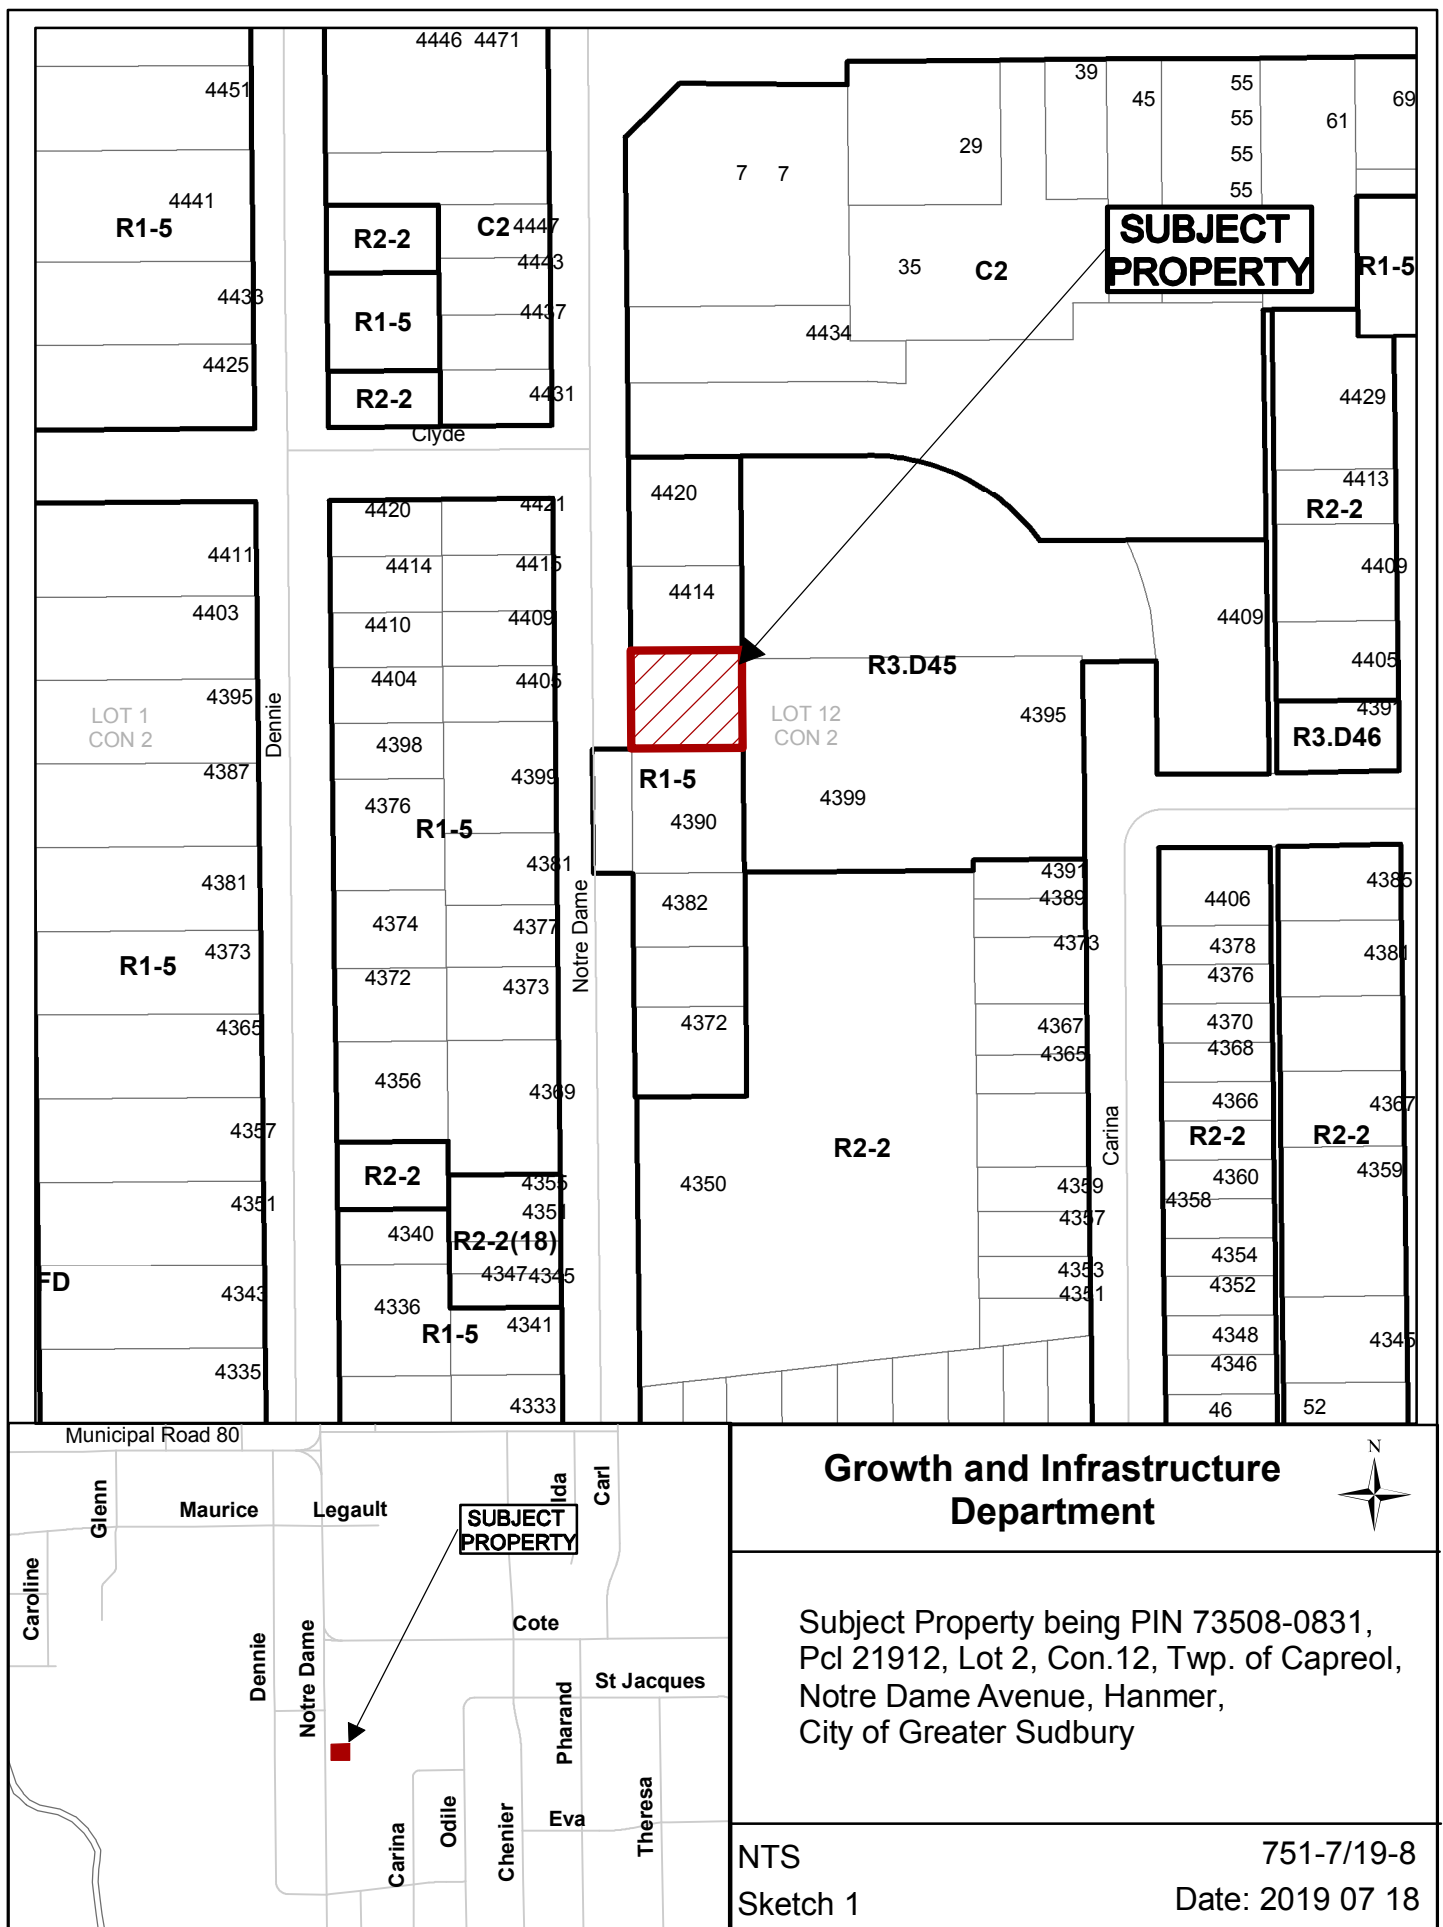 4446 4471
39
45
55
69
4451
55
61
29
55
7 7
55
4441
R1-5
R2-2
C2 4447
SUBJECT
PROPERTY
4443
35
C2
R1-5
4433
R1-5
4437
4434
4425
R2-2
4431
4429
Clyde
4420
4413
4420
4421
R2-2
4411
4414
4415
4409
4414
4403
4410
4409
4409
4404
4405
R3.D45
4405
4395
LOT 1
CON 2
Dennie
4398
LOT 12
CON 2
4395
4391
R3.D46
4387
4399
R1-5
4376
R1-5
4390
4399
4381
4381
4391
4389
4385
4406
4374
4377
Notre Dame
4382
4373
4378
4381
R1-5
4373
4372
4373
4376
4365
4372
4367
4365
4370
4368
4356
4369
4366
4367
4357
Carina
R2-2
R2-2
R2-2
R2-2
4355
4350
4359
4360
4359
4351
4351
4357
4358
4340
R2-2(18)
4354
FD
4343
4347 4345
4353
4351
4352
4336
R1-5
4341
4348
4345
4335
4346
4333
46
52
Municipal Road 80
Glenn
Maurice
Legault
SUBJECT
PROPERTY
Ida
Carl
Caroline
Dennie
Notre Dame
Cote
St Jacques
Pharand
Carina
Odile
Chenier
Eva
Theresa
Growth and Infrastructure
Department
N
Subject Property being PIN 73508-0831,
Pcl 21912, Lot 2, Con.12, Twp. of Capreol,
Notre Dame Avenue, Hanmer,
City of Greater Sudbury
NTS
751-7/19-8
Sketch 1
Date: 2019 07 18